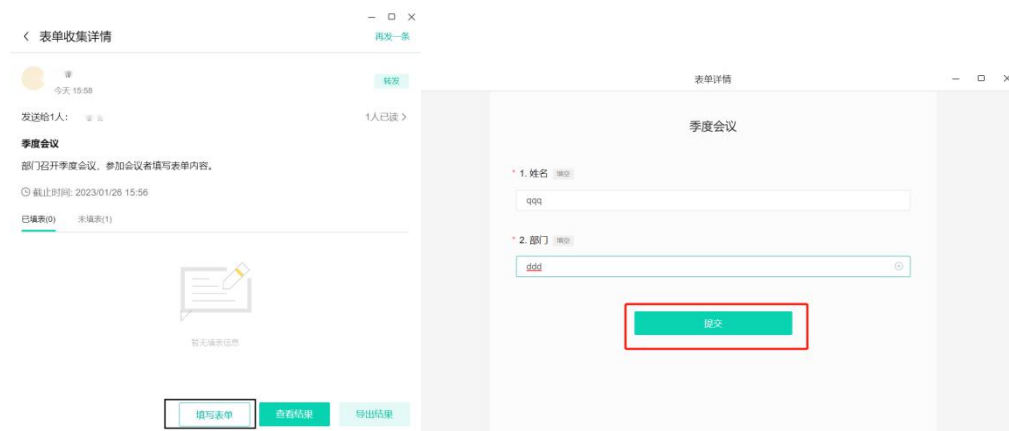 表单收集详情
再发一条
今天 15:58
转发
发送给1人：
1人已读
季度会议
部门召开季度会议，参加会议者填写表单内容。
截止时间: 2023/01/26 15:56
已填表(0) 未填表(1)
暂无填表信息
填写表单 查看结果 导出结果
表单详情
季度会议
* 1. 姓名 填空
qqq
* 2. 部门 填空
ddd
提交